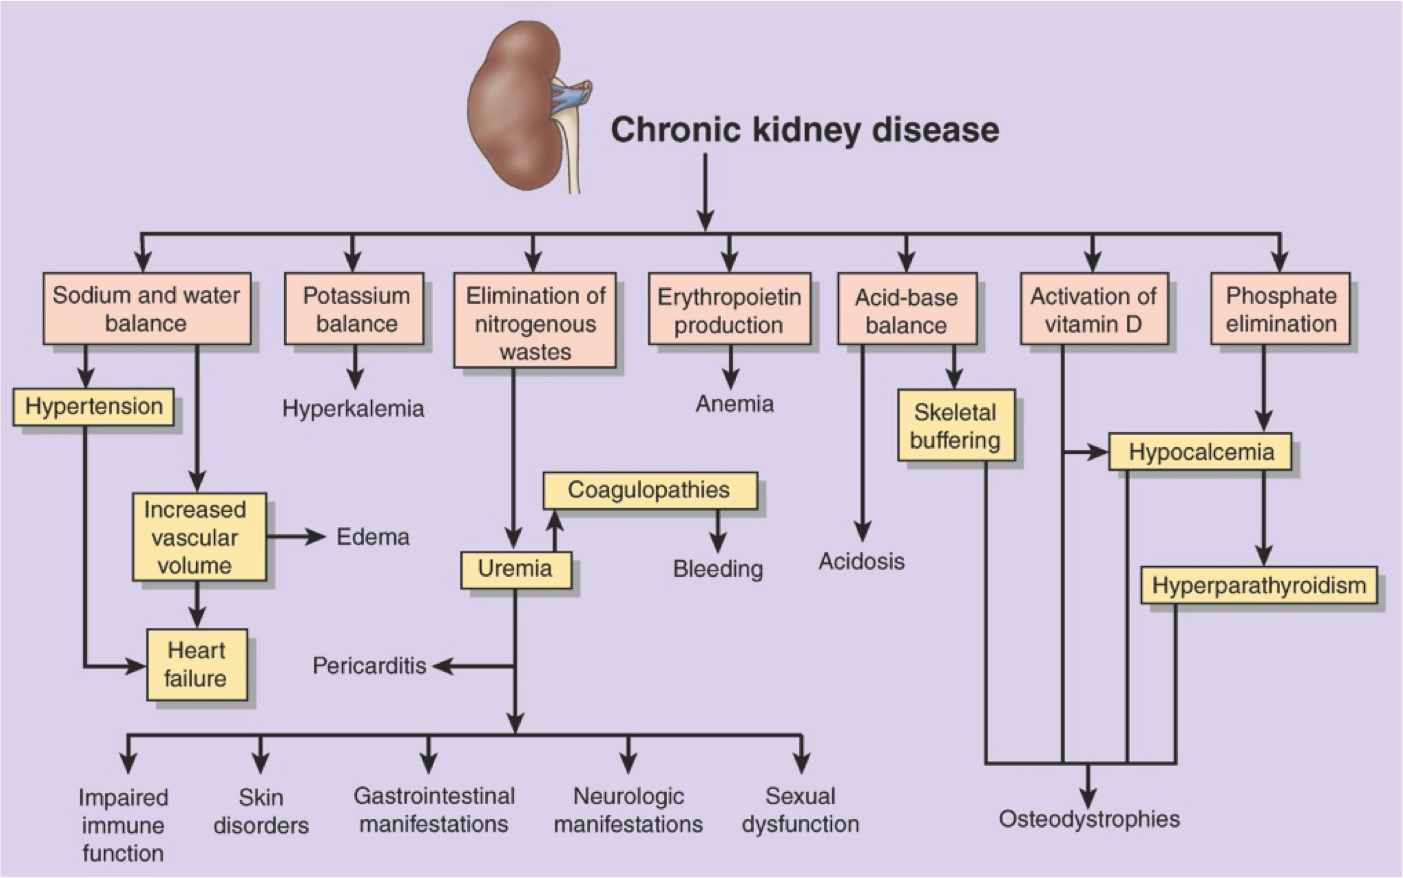 Chronic kidney disease
Sodium and water
balance
Potassium
balance
Elimination of
nitrogenous
wastes
Erythropoietin
production
Acid-base
balance
Activation of
vitamin D
Phosphate
elimination
Hypertension
Hyperkalemia
Anemia
Skeletal
buffering
Hypocalcemia
Increased
vascular
volume
Edema
Coagulopathies
Uremia
Bleeding
Acidosis
Hyperparathyroidism
Heart
failure
Pericarditis
Impaired
immune
function
Skin
disorders
Gastrointestinal
manifestations
Neurologic
manifestations
Sexual
dysfunction
Osteodystrophies